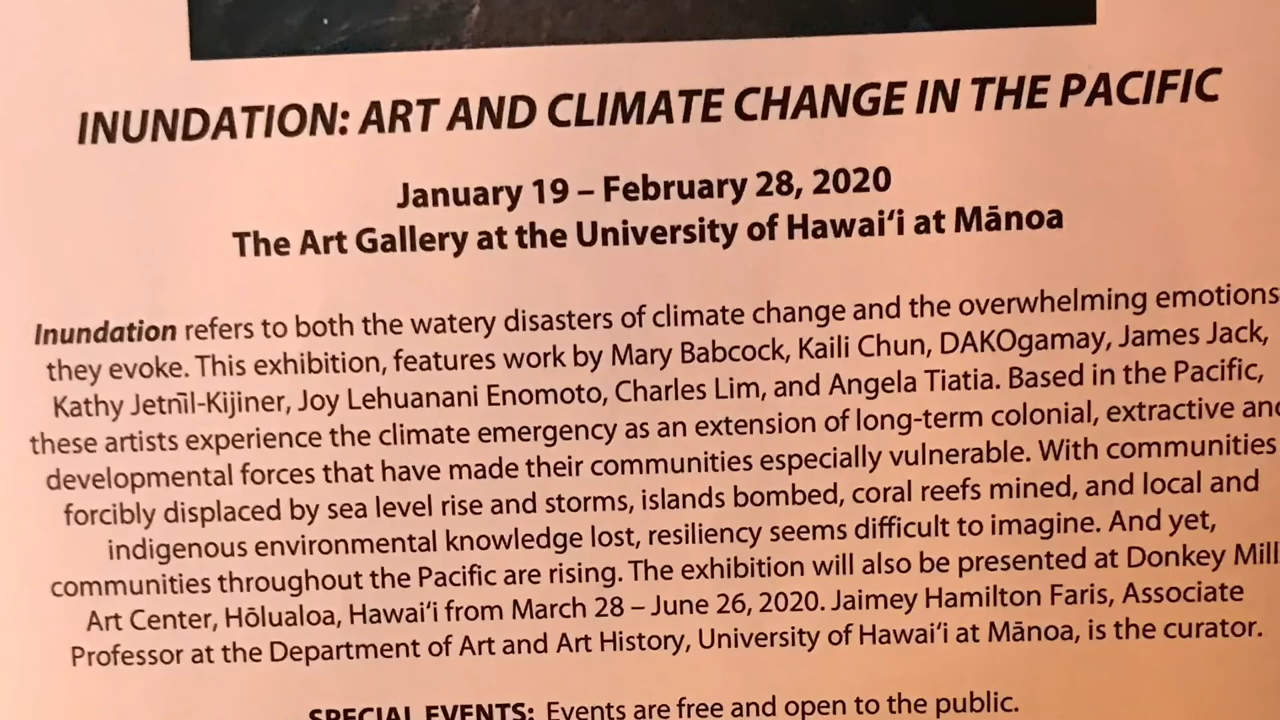 INUNDATION: ART AND CLIMATE CHANGE IN THE PACIFIC
January 19 – February 28, 2020
The Art Gallery at the University of Hawai‘i at Mānoa
Inundation refers to both the watery disasters of climate change and the overwhelming emotions
they evoke. This exhibition, features work by Mary Babcock, Kaili Chun, DAKOgamay, James Jack,
Kathy Jetn̄il-Kijiner, Joy Lehuanani Enomoto, Charles Lim, and Angela Tiatia. Based in the Pacific,
these artists experience the climate emergency as an extension of long-term colonial, extractive and
developmental forces that have made their communities especially vulnerable. With communities
forcibly displaced by sea level rise and storms, islands bombed, coral reefs mined, and local and
indigenous environmental knowledge lost, resiliency seems difficult to imagine. And yet,
communities throughout the Pacific are rising. The exhibition will also be presented at Donkey Mill
Art Center, Hōlualoa, Hawai‘i from March 28 – June 26, 2020. Jaimey Hamilton Faris, Associate
Professor at the Department of Art and Art History, University of Hawai‘i at Mānoa, is the curator.
SPECIAL EVENTS: Events are free and open to the public.